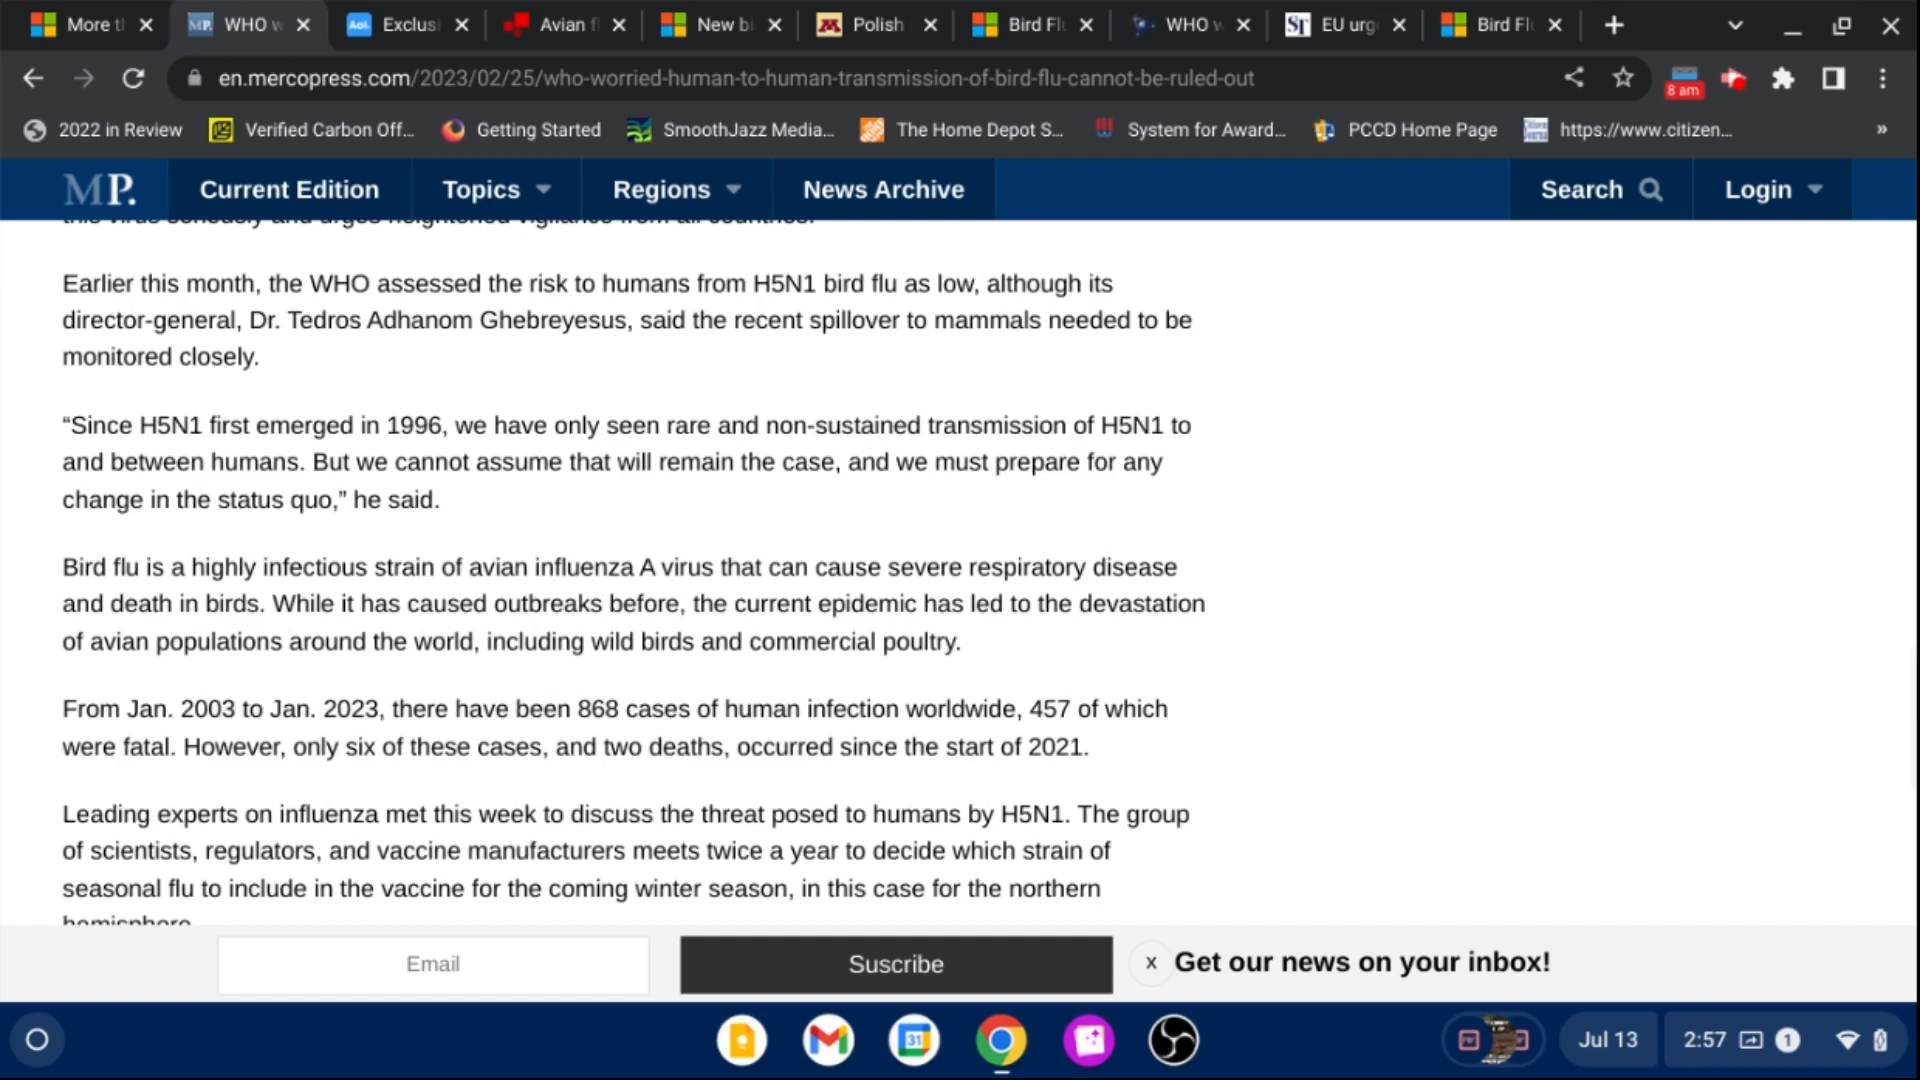 More t
WHO w
Aol.
Exclusi
Avian f
New bi
Polish
Bird Fl
WHO w
EU urg
Bird Fl
en.mercopress.com/2023/02/25/who-worried-human-to-human-transmission-of-bird-flu-cannot-be-ruled-out
8 am
2022 in Review
Verified Carbon Off...
Getting Started
SmoothJazz Media...
The Home Depot S...
System for Award...
PCCD Home Page
https://www.citizen...
MP.
Current Edition
Topics
Regions
News Archive
Search
Login
this virus seriously and urges heightened vigilance from all countries.
Earlier this month, the WHO assessed the risk to humans from H5N1 bird flu as low, although its
director-general, Dr. Tedros Adhanom Ghebreyesus, said the recent spillover to mammals needed to be
monitored closely.
“Since H5N1 first emerged in 1996, we have only seen rare and non-sustained transmission of H5N1 to
and between humans. But we cannot assume that will remain the case, and we must prepare for any
change in the status quo,” he said.
Bird flu is a highly infectious strain of avian influenza A virus that can cause severe respiratory disease
and death in birds. While it has caused outbreaks before, the current epidemic has led to the devastation
of avian populations around the world, including wild birds and commercial poultry.
From Jan. 2003 to Jan. 2023, there have been 868 cases of human infection worldwide, 457 of which
were fatal. However, only six of these cases, and two deaths, occurred since the start of 2021.
Leading experts on influenza met this week to discuss the threat posed to humans by H5N1. The group
of scientists, regulators, and vaccine manufacturers meets twice a year to decide which strain of
seasonal flu to include in the vaccine for the coming winter season, in this case for the northern
hemisphere.
Email
Suscribe
x
Get our news on your inbox!
31
Jul 13
2:57
1